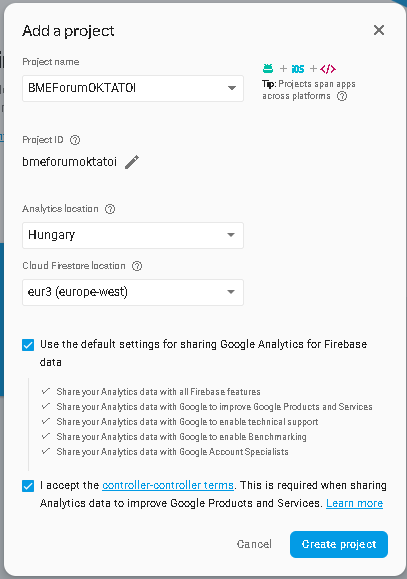 Add a project
Project name
BMEForumOKTATOI
+ iOS +
Tip: Projects span apps
across platforms
Project ID
bmeforumoktatoi
Analytics location
Hungary
Cloud Firestore location
eur3 (europe-west)
Use the default settings for sharing Google Analytics for Firebase
data
Share your Analytics data with all Firebase features
Share your Analytics data with Google to improve Google Products and Services
Share your Analytics data with Google to enable technical support
Share your Analytics data with Google to enable Benchmarking
Share your Analytics data with Google Account Specialists
I accept the controller-controller terms. This is required when sharing
Analytics data to improve Google Products and Services. Learn more
Cancel
Create project